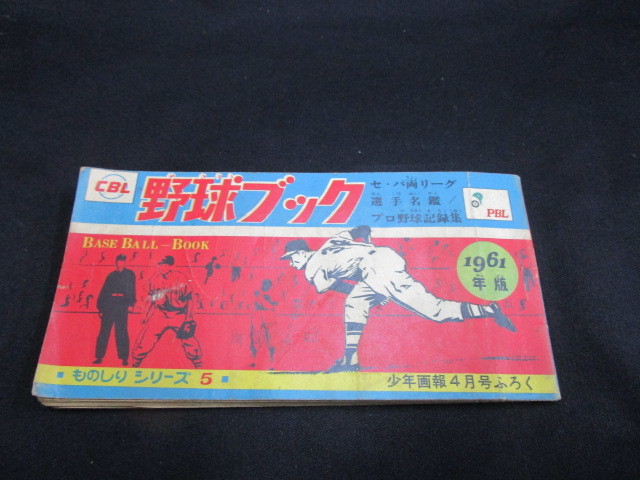 CBL
野球ブック
セ・パ両リーグ
選手名鑑/
プロ野球記録集
PBL
BASE BALL - BOOK
1961
年版
ものしりシリーズ5
少年画報4月号ふろく